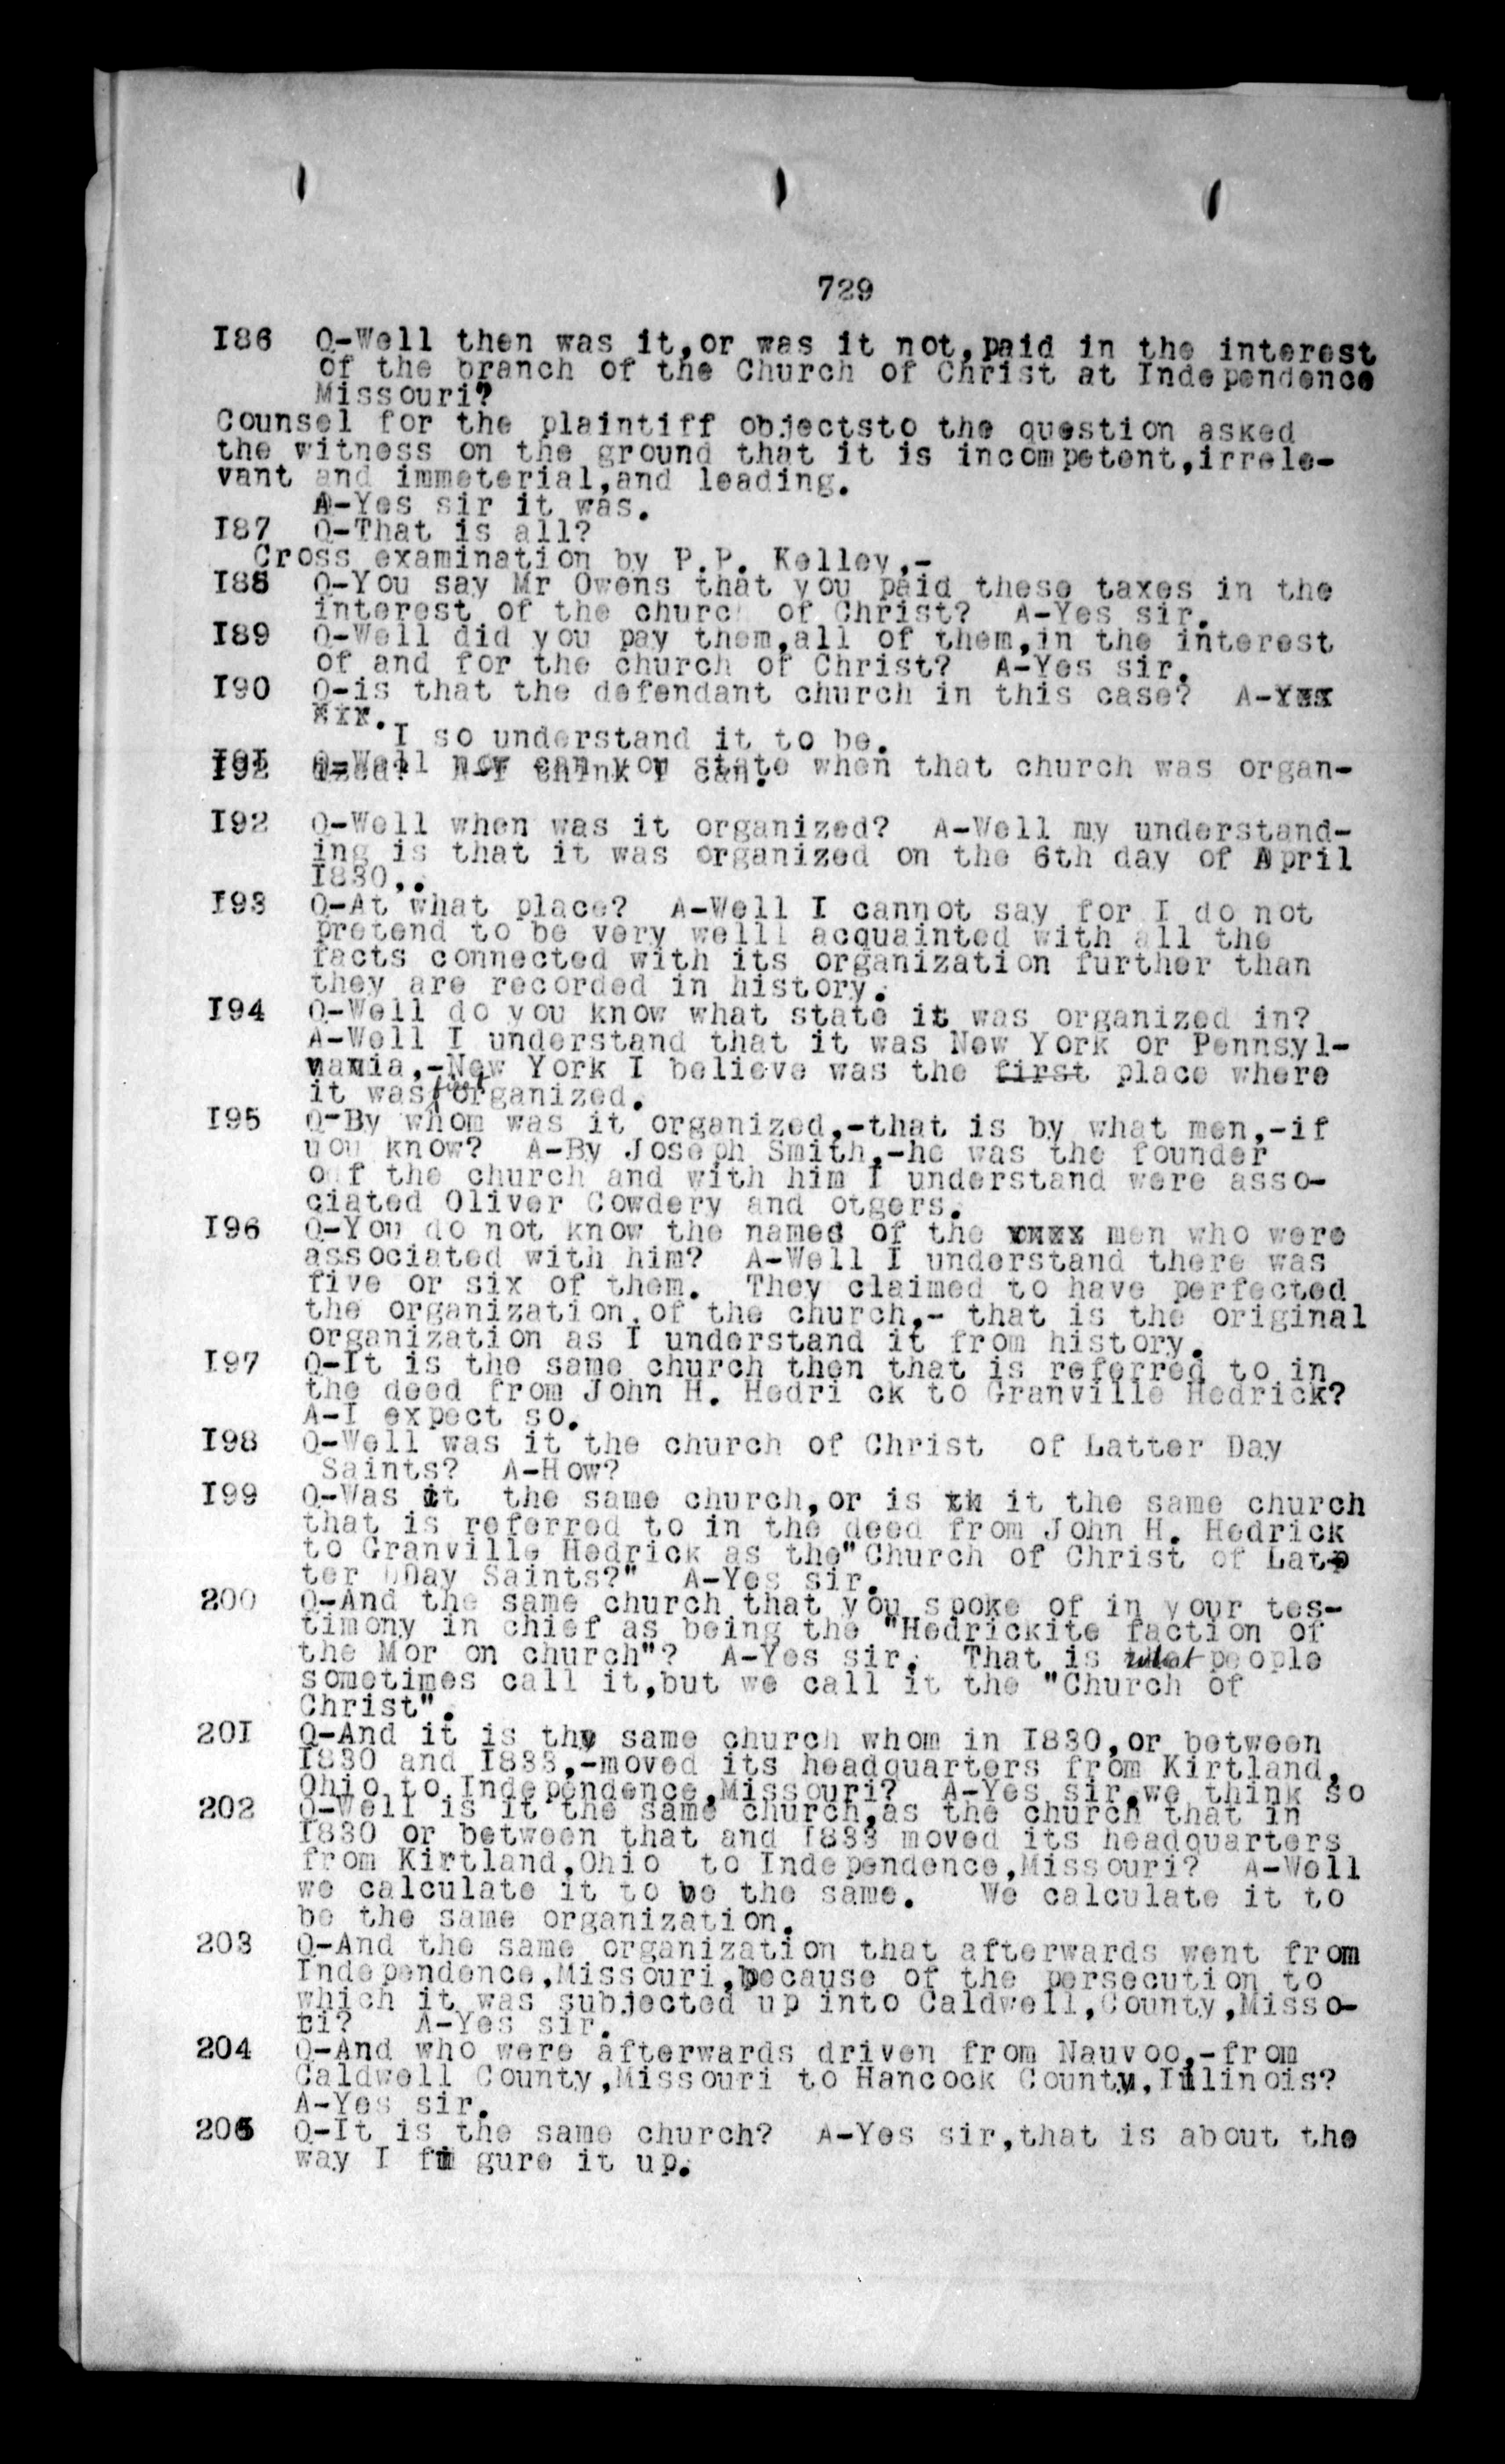 729
I86 Q-Well then was it,or was it not,paid in the interest
of the branch of the Church of Christ at Independence
Missouri?
Counsel for the plaintiff objectsto the question asked
the witness on the ground that it is incompetent,irrele-
vant and immeterial,and leading.
A-Yes sir it was.
I87 Q-That is all?
Cross examination by P.P. Kelley,-
I88 Q-You say Mr Owens that you paid these taxes in the
interest of the churc of Christ? A-Yes sir.
I89 Q-Well did you pay them,all of them,in the interest
of and for the church of Christ? A-Yes sir.
I90 Q-is that the defendant church in this case? A-Yxx
xxx.
I so understand it to be.
I9I Q-Well now can you state when that church was organ-
ized? A-I think I can.
I92 Q-Well when was it organized? A-Well my understand-
ing is that it was organized on the 6th day of April
I830,.
I93 Q-At what place? A-Well I cannot say for I do not
pretend to be very welll acquainted with all the
facts connected with its organization further than
they are recorded in history.
I94 Q-Well do you know what state it was organized in?
A-Well I understand that it was New York or Pennsyl-
vania,-New York I believe was the first place where
it was first organized.
I95 Q-By whom was it organized,-that is by what men,-if
uou know? A-By Joseph Smith,-he was the founder
o f the church and with him I understand were asso-
ciated Oliver Cowdery and otgers.
I96 Q-You do not know the names of the xxxx men who were
associated with him? A-Well I understand there was
five or six of them. They claimed to have perfected
the organization of the church,- that is the original
organization as I understand it from history.
I97 Q-It is the same church then that is referred to in
the deed from John H. Hedri ck to Granville Hedrick?
A-I expect so.
I98 Q-Well was it the church of Christ of Latter Day
Saints? A-How?
I99 Q-Was it the same church,or is xx it the same church
that is referred to in the deed from John H. Hedrick
to Granville Hedrick as the"Church of Christ of Lat-
ter DDay Saints?" A-Yes sir.
200 Q-And the same church that you spoke of in your tes-
timony in chief as being the "Hedrickite faction of
the Mor on church"? A-Yes sir. That is what people
sometimes call it,but we call it the "Church of
Christ".
20I Q-And it is thy same church whom in I830,or between
I830 and I833,-moved its headquarters from Kirtland,
Ohio to Independence,Missouri? A-Yes sir,we think so
202 Q-Well is it the same church,as the church that in
I830 or between that and I833 moved its headquarters
from Kirtland,Ohio to Independence,Missouri? A-Well
we calculate it to be the same. We calculate it to
be the same organization.
203 Q-And the same organization that afterwards went from
Independence,Missouri,because of the persecution to
which it was subjected up into Caldwell,County,Misso-
ri? A-Yes sir.
204 Q-And who were afterwards driven from Nauvoo,-from
Caldwell County,Missouri to Hancock County,Illinois?
A-Yes sir.
205 Q-It is the same church? A-Yes sir,that is about the
way I fi gure it up.